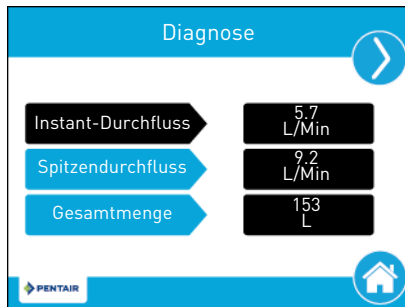 Diagnose
Instant-Durchfluss
5.7
L/Min
Spitzendurchfluss
9.2
L/Min
Gesamtmenge
153
L
PENTAIR